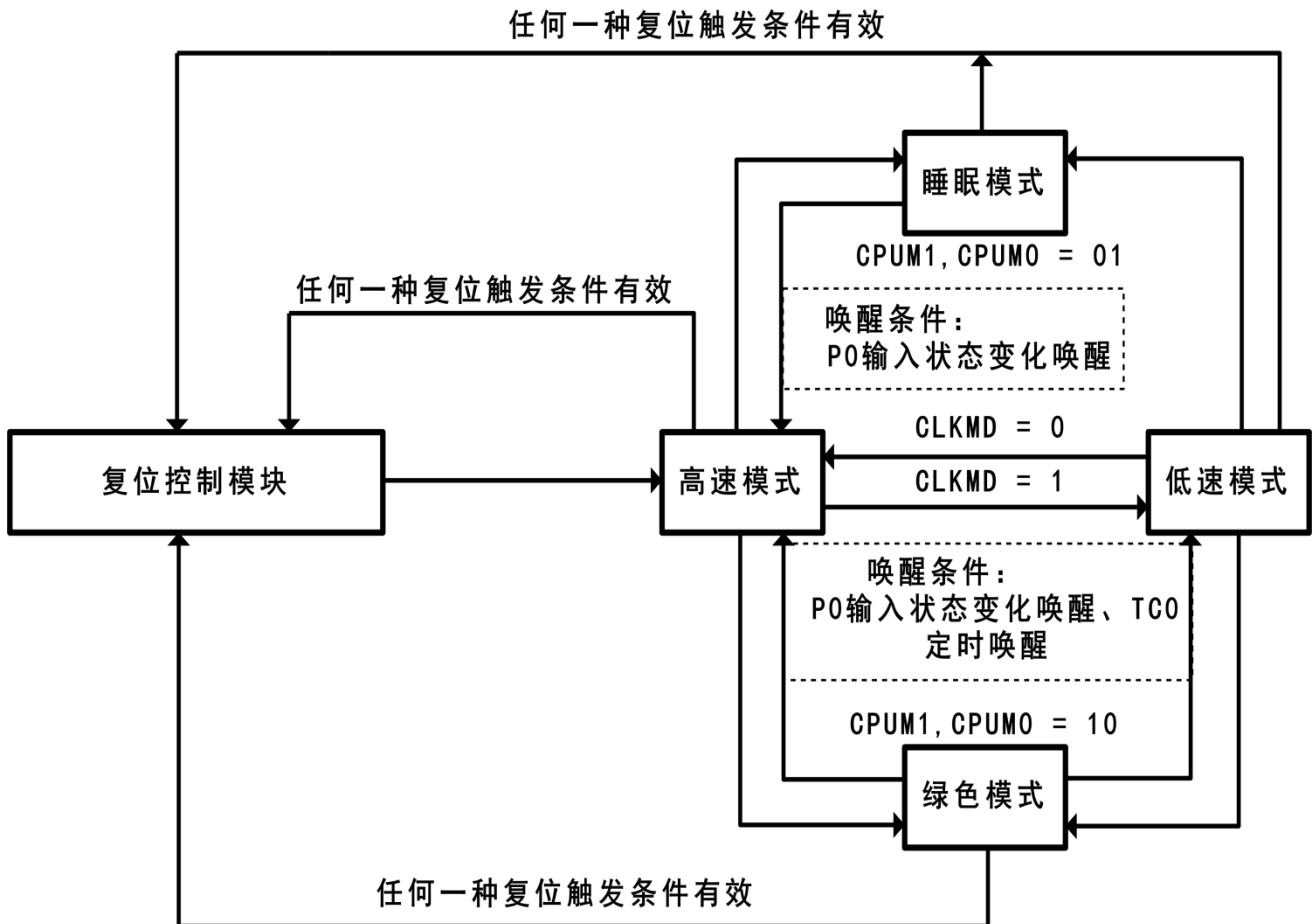 任何一种复位触发条件有效
睡眠模式
CPUM1,CPUM0 = 01
任何一种复位触发条件有效
唤醒条件：
P0输入状态变化唤醒
CLKMD = 0
复位控制模块
高速模式
CLKMD = 1
低速模式
唤醒条件：
P0输入状态变化唤醒、TC0
定时唤醒
CPUM1,CPUM0 = 10
绿色模式
任何一种复位触发条件有效